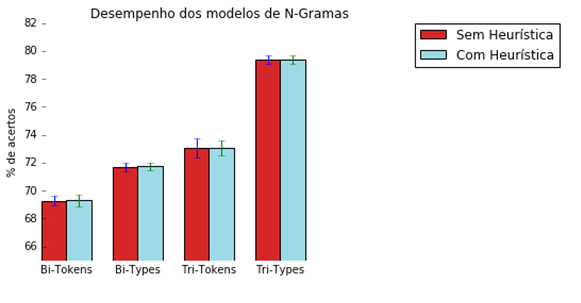 Desempenho dos modelos de N-Gramas
Sem Heurística
Com Heurística
% de acertos
82
80
78
76
74
72
70
68
66
Bi-Tokens
Bi-Types
Tri-Tokens
Tri-Types